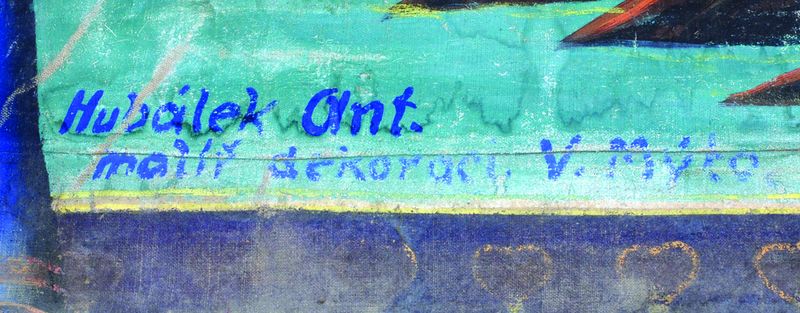 Hubálek Ant.
malíř dekorací, V. Mýto